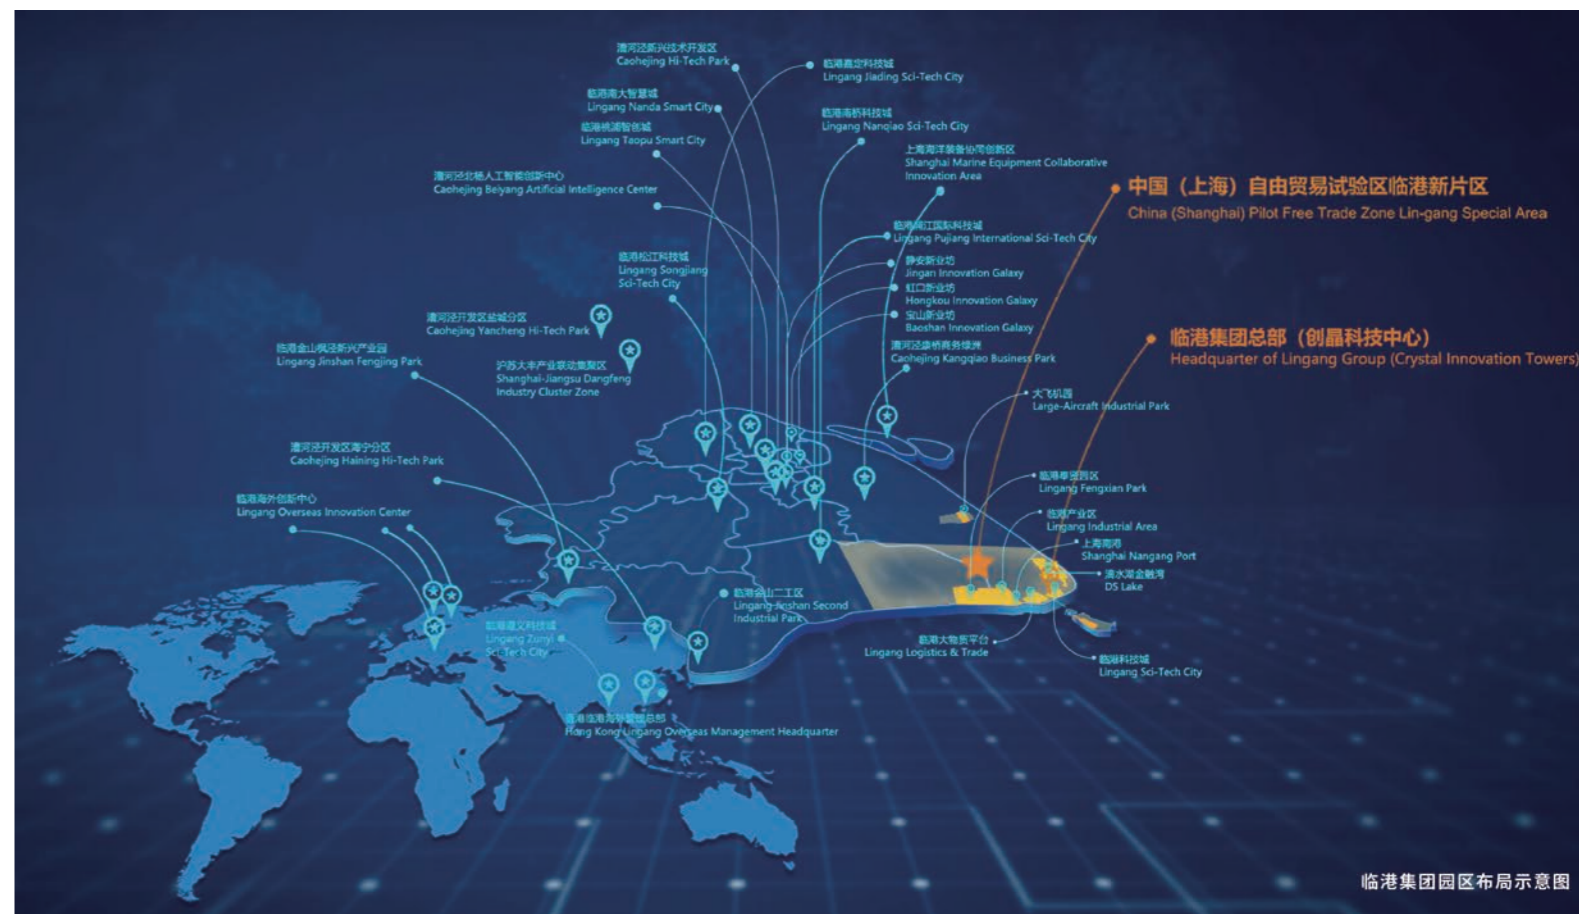 漕河泾新兴技术开发区
Caohejing Hi-Tech Park
临港嘉定科技城
Lingang Jiading Sci-Tech City
临港南大智慧城
Lingang Nanda Smart City
临港南桥科技城
Lingang Nanqiao Sci-Tech City
临港桃浦智创城
Lingang Taopu Smart City
上海海洋装备协同创新区
Shanghai Marine Equipment Collaborative
Innovation Area
漕河泾北杨人工智能创新中心
Caohejing Beiyang Artificial Intelligence Center
中国（上海）自由贸易试验区临港新片区
China (Shanghai) Pilot Free Trade Zone Lin-gang Special Area
临港浦江国际科技城
Lingang Pujiang International Sci-Tech City
临港松江科技城
Lingang Songjiang
Sci-Tech City
静安新业坊
Jingan Innovation Galaxy
虹口新业坊
Hongkou Innovation Galaxy
宝山新业坊
Baoshan Innovation Galaxy
漕河泾开发区盐城分区
Caohejing Yancheng Hi-Tech Park
临港集团总部（创晶科技中心）
Headquarter of Lingang Group (Crystal Innovation Towers)
漕河泾康桥商务绿洲
Caohejing Kangqiao Business Park
临港金山枫泾新兴产业园
Lingang Jinshan Fengjing Park
沪苏大丰产业联动集聚区
Shanghai-Jiangsu Dangfeng
Industry Cluster Zone
大飞机园
Large-Aircraft Industrial Park
漕河泾开发区海宁分区
Caohejing Haining Hi-Tech Park
临港奉贤园区
Lingang Fengxian Park
临港海外创新中心
Lingang Overseas Innovation Center
临港产业区
Lingang Industrial Area
上海南港
Shanghai Nangang Port
滴水湖金融湾
DS Lake
临港金山二工区
Lingang Jinshan Second
Industrial Park
临港遵义科技城
Lingang Zunyi
Sci-Tech City
临港大物贸平台
Lingang Logistics & Trade
临港科技城
Lingang Sci-Tech City
香港临港海外管理总部
Hong Kong Lingang Overseas Management Headquarter
临港集团园区布局示意图